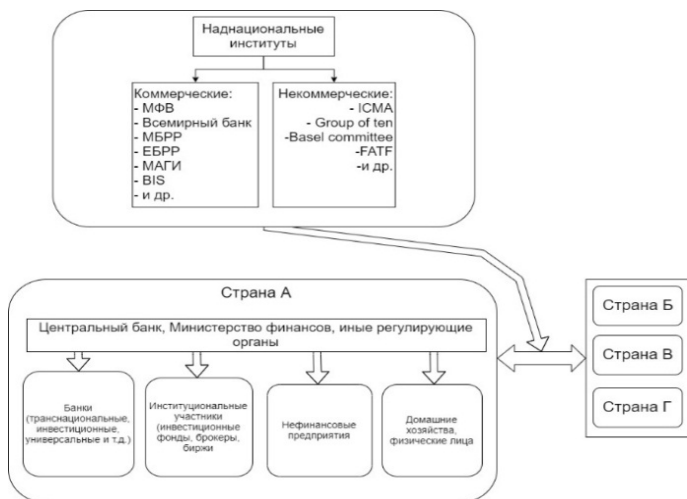 Наднациональные
институты
Коммерческие:
- МФВ
- Всемирный банк
- МБРР
- ЕБРР
- МАГИ
- BIS
- и др.
Некоммерческие:
- ICMA
- Group of ten
-Basel committee
-FATF
-и др.
Страна А
Центральный банк, Министерство финансов, иные регулирующие
органы
Банки
(транснациональные,
инвестиционные,
универсальные и т.д.)
Институциональные
участники
(инвестиционные
фонды, брокеры,
биржи
Нефинансовые
предприятия
Домашние
хозяйства,
физические лица
Страна Б
Страна В
Страна Г